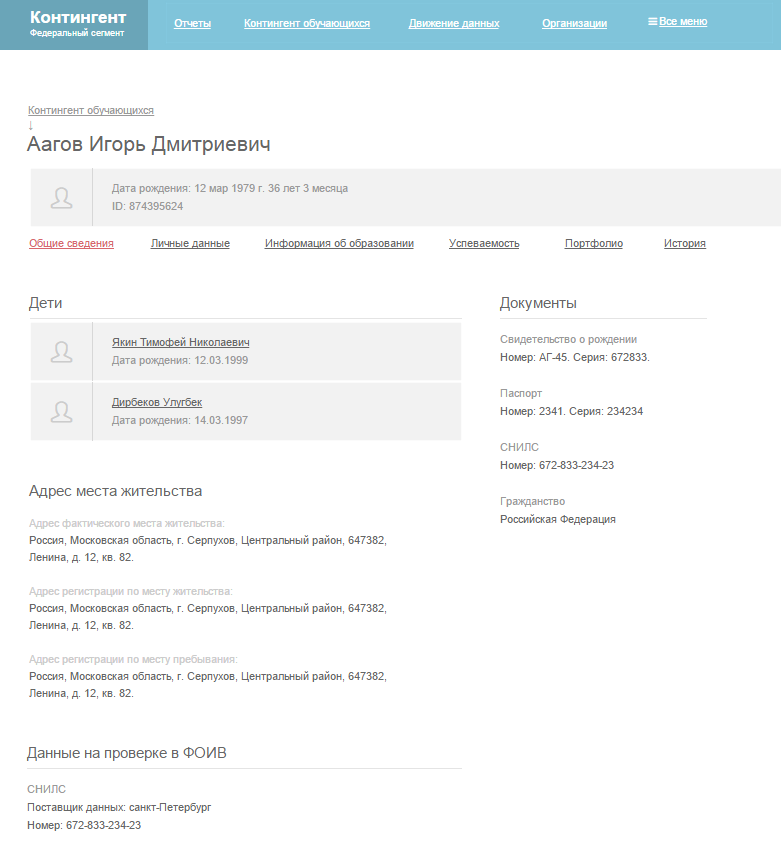 Контингент
Федеральный сегмент
Отчеты
Контингент обучающихся
Движение данных
Организации
Все меню
Контингент обучающихся
↓
Аагов Игорь Дмитриевич
Дата рождения: 12 мар 1979 г. 36 лет 3 месяца
ID: 874395624
Общие сведения
Личные данные
Информация об образовании
Успеваемость
Портфолио
История
Дети
Якин Тимофей Николаевич
Дата рождения: 12.03.1999
Дирбеков Улугбек
Дата рождения: 14.03.1997
Адрес места жительства
Адрес фактического места жительства:
Россия, Московская область, г. Серпухов, Центральный район, 647382,
Ленина, д. 12, кв. 82.
Адрес регистрации по месту жительства:
Россия, Московская область, г. Серпухов, Центральный район, 647382,
Ленина, д. 12, кв. 82.
Адрес регистрации по месту пребывания:
Россия, Московская область, г. Серпухов, Центральный район, 647382,
Ленина, д. 12, кв. 82.
Данные на проверке в ФОИВ
СНИЛС
Поставщик данных: санкт-Петербург
Номер: 672-833-234-23
Документы
Свидетельство о рождении
Номер: АГ-45. Серия: 672833.
Паспорт
Номер: 2341. Серия: 234234
СНИЛС
Номер: 672-833-234-23
Гражданство
Российская Федерация